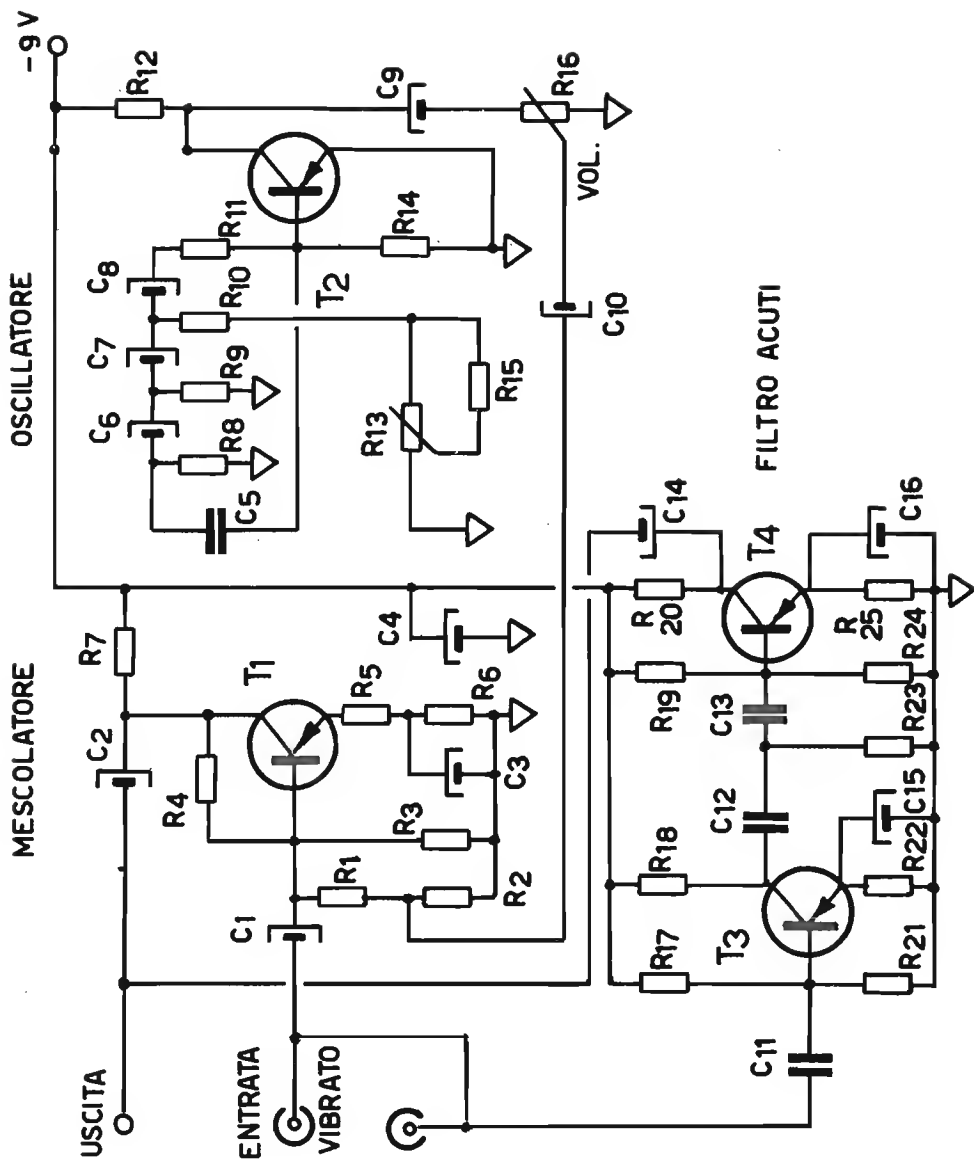 MESCOLATORE
OSCILLATORE
-9 V
USCITA
C2
R7
C6
C7
C8
R12
R4
T1
C5
R8
R9
R10
R11
ENTRATA
VIBRATO
C1
R1
R2
R3
C3
R5
R6
C4
R13
R15
T2
R14
C9
VOL.
R16
C10
C11
R17
T3
R21
R18
R22
C12
C15
R19
C13
R23
R24
R
20
R
25
T4
C14
C16
FILTRO ACUTI